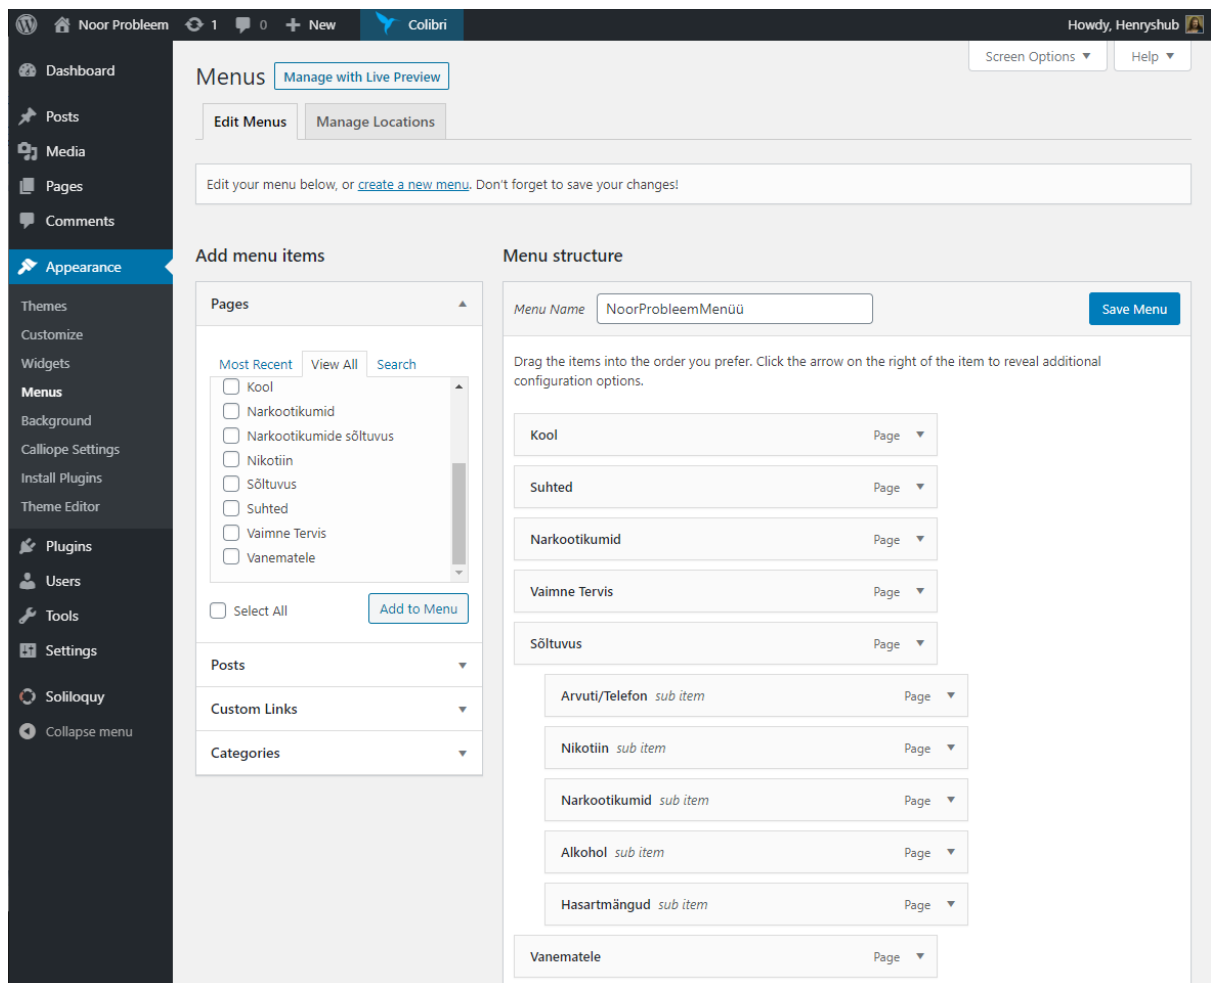 Noor Probleem 1 0 + New Colibri Howdy, Henryshub
Screen Options ▼ Help ▼
Dashboard
Posts
Media
Pages
Comments
Appearance
Themes
Customize
Widgets
Menus
Background
Calliope Settings
Install Plugins
Theme Editor
Plugins
Users
Tools
Settings
Soliloquy
Collapse menu
Menus Manage with Live Preview
Edit Menus Manage Locations
Edit your menu below, or create a new menu. Don't forget to save your changes!
Add menu items
Pages
Most Recent View All Search
Kool
Narkootikumid
Narkootikumide sõltuvus
Nikotiin
Sõltuvus
Suhted
Vaimne Tervis
Vanematele
Select All Add to Menu
Posts
Custom Links
Categories
Menu structure
Menu Name NoorProbleemMenüü Save Menu
Drag the items into the order you prefer. Click the arrow on the right of the item to reveal additional
configuration options.
Kool Page
Suhted Page
Narkootikumid Page
Vaimne Tervis Page
Sõltuvus Page
Arvuti/Telefon sub item Page
Nikotiin sub item Page
Narkootikumid sub item Page
Alkohol sub item Page
Hasartmängud sub item Page
Vanematele Page